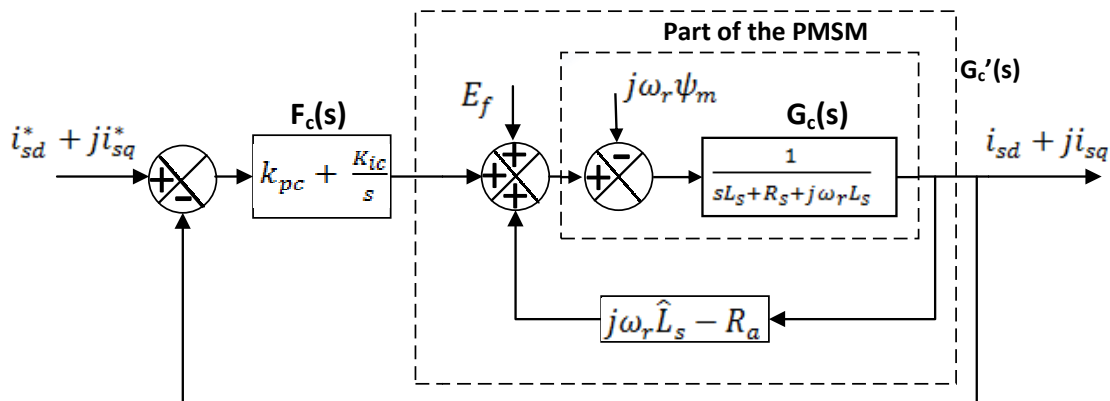 Part of the PMSM
G_c'(s)
E_f
jω_rψ_m
F_c(s)
G_c(s)
i*_sd + ji*_sq
k_pc + K_ic/s
1/(sL_s+R_s+jω_rL_s)
i_sd + ji_sq
+
-
+
+
+
-
+
jω_rL̂_s − R_a